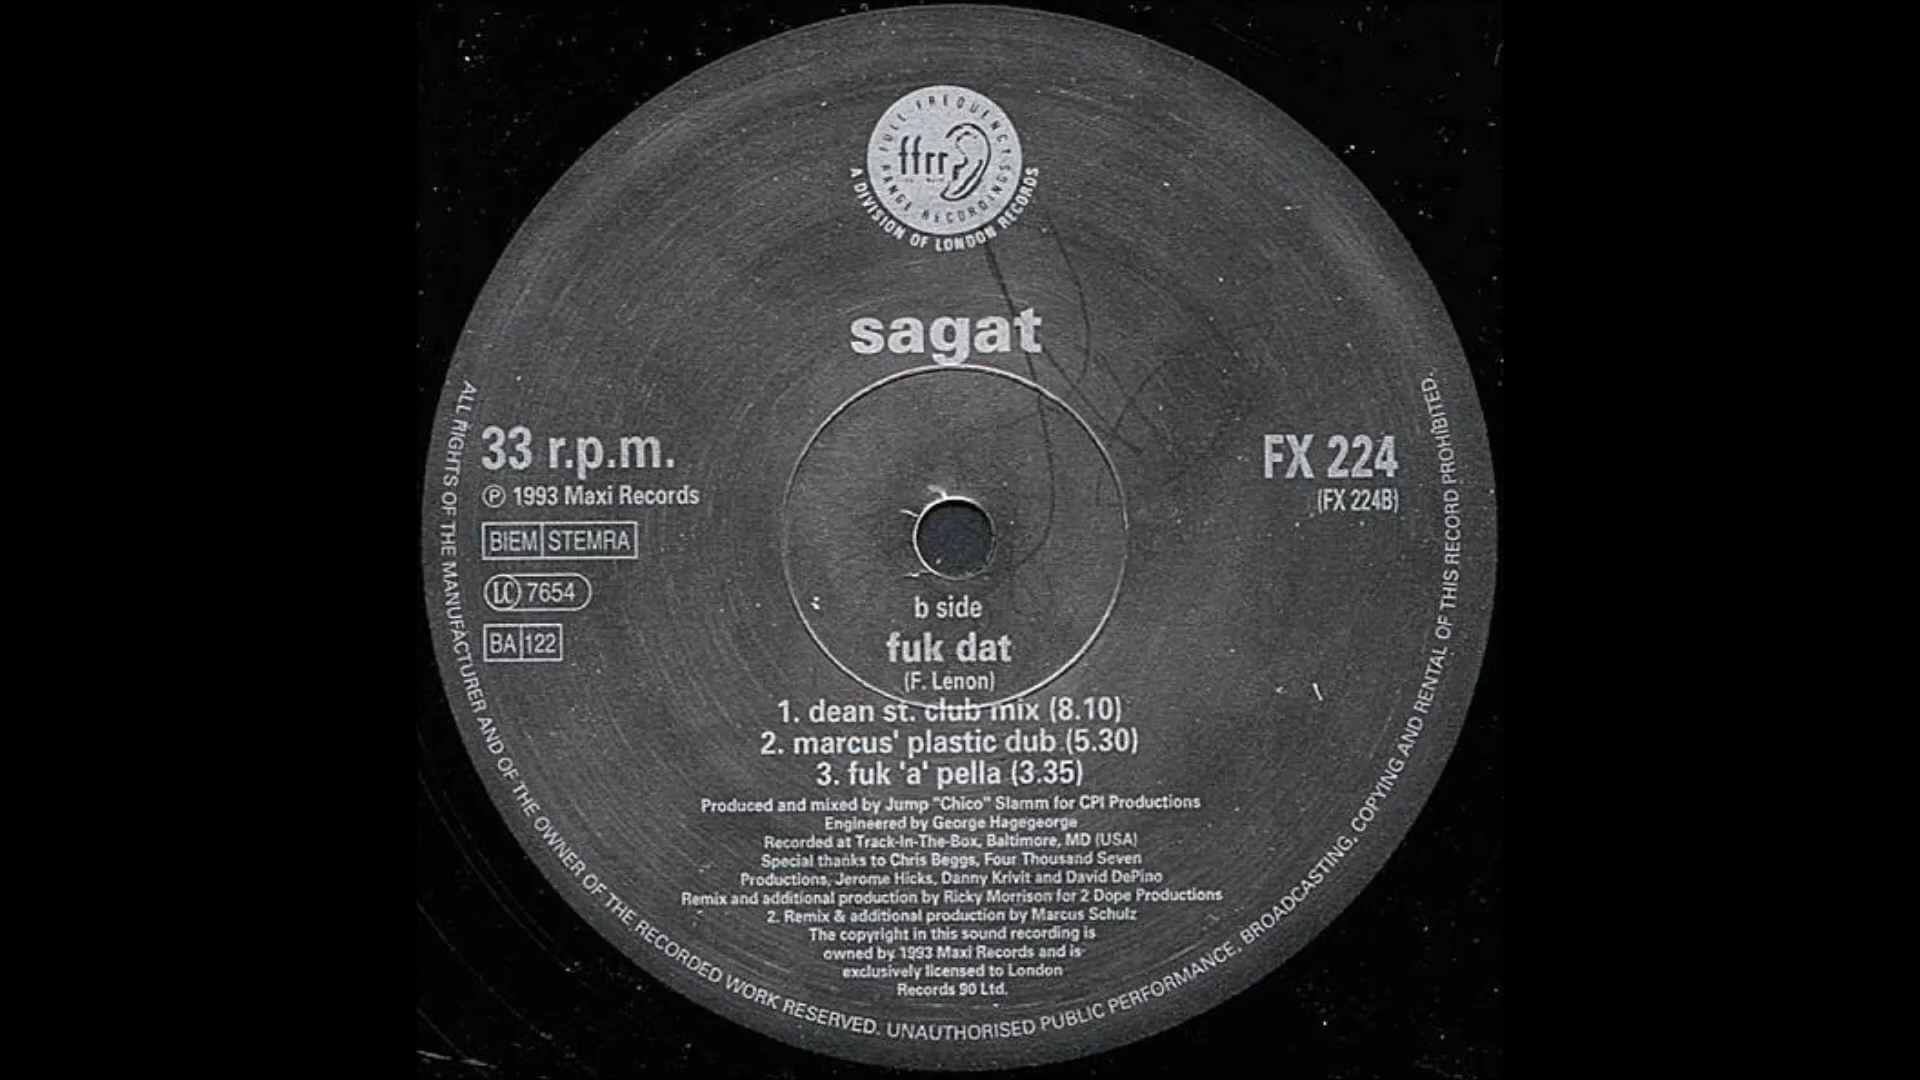 FULL FREQUENCY RANGE RECORDINGS
ffrr
A DIVISION OF LONDON RECORDS
sagat
33 r.p.m.
Ⓟ 1993 Maxi Records
BIEM STEMRA
LC 7654
BA 122
FX 224
(FX 224B)
b side
fuk dat
(F. Lenon)
1. dean st. club mix (8.10)
2. marcus' plastic dub (5.30)
3. fuk 'a' pella (3.35)
Produced and mixed by Jump "Chico" Slamm for CPI Productions
Engineered by George Hagegeorge
Recorded at Track-In-The-Box, Baltimore, MD (USA)
Special thanks to Chris Beggs, Four Thousand Seven
Productions, Jerome Hicks, Danny Krivit and David DePino
Remix and additional production by Ricky Morrison for 2 Dope Productions
2. Remix & additional production by Marcus Schulz
The copyright in this sound recording is
owned by 1993 Maxi Records and is
exclusively licensed to London
Records 90 Ltd.
ALL RIGHTS OF THE MANUFACTURER AND OF THE OWNER OF THE RECORDED WORK RESERVED. UNAUTHORISED PUBLIC PERFORMANCE, BROADCASTING, COPYING AND RENTAL OF THIS RECORD PROHIBITED.